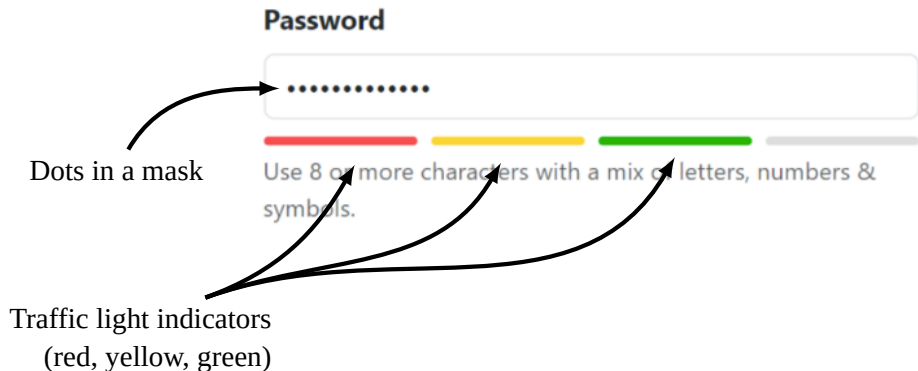 Password
•••••••••••••
Dots in a mask
Use 8 or more characters with a mix of letters, numbers &
symbols.
Traffic light indicators
(red, yellow, green)